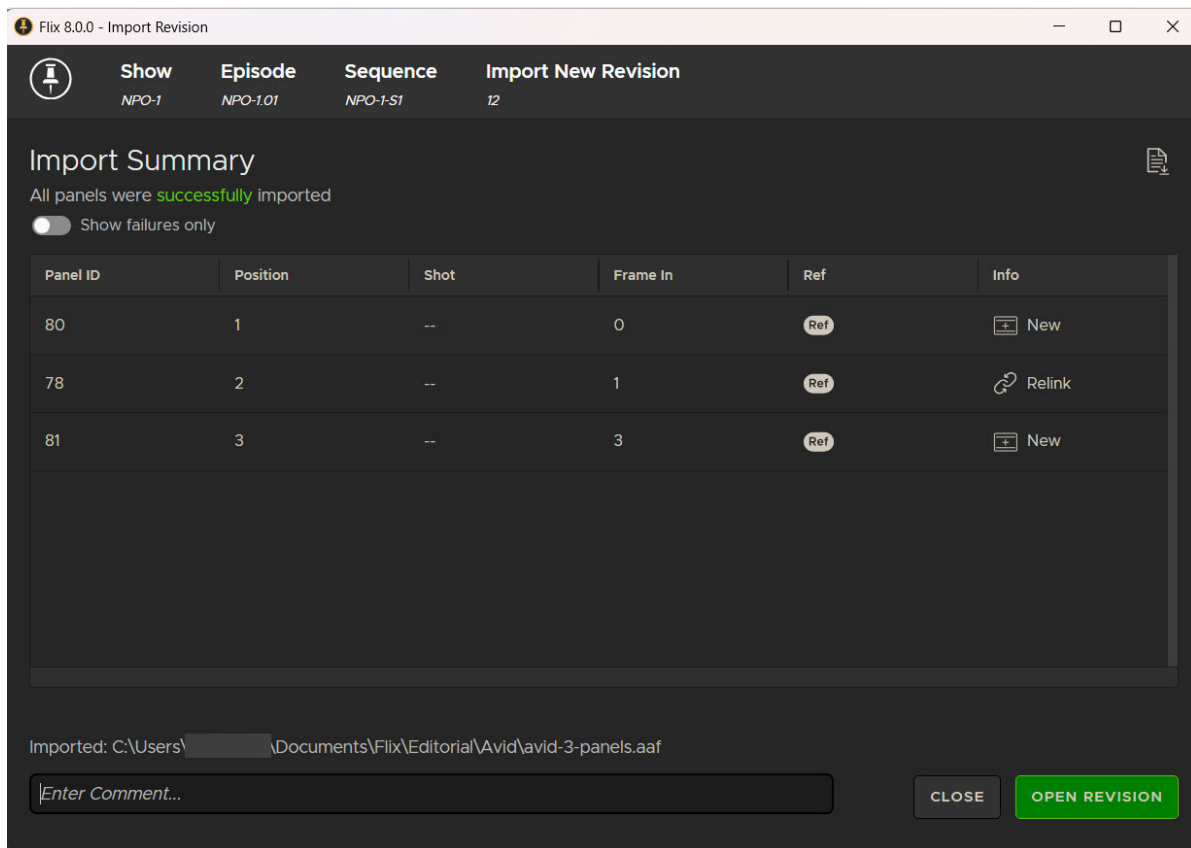 Flix 8.0.0 - Import Revision
Show Episode Sequence Import New Revision
NPO-1 NPO-1.01 NPO-1-S1 12
Import Summary
All panels were successfully imported
Show failures only
Panel ID Position Shot Frame In Ref Info
80 1 -- 0 Ref New
78 2 -- 1 Ref Relink
81 3 -- 3 Ref New
Imported: C:\Users\ \Documents\Flix\Editorial\Avid\avid-3-panels.aaf
Enter Comment...
CLOSE OPEN REVISION